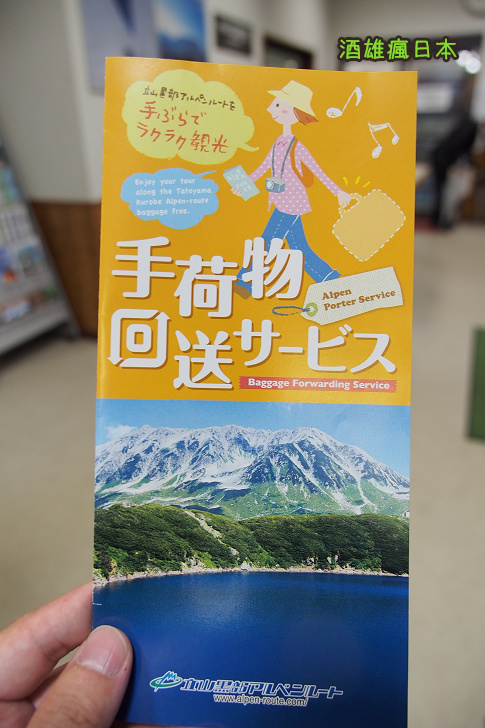 酒雄瘋日本
立山黒部アルペンルートを
手ぶらで
ラクラク観光
Enjoy your tour
along the Tateyama
Kurobe Alpen-route
baggage free.
手荷物
回送サービス
Alpen
Porter Service
Baggage Forwarding Service
立山黒部アルペンルート
www.alpen-route.com/